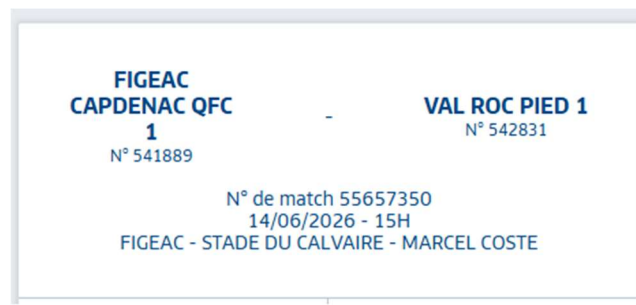 FIGEAC
CAPDENAC QFC
1
N° 541889
-
VAL ROC PIED 1
N° 542831
N° de match 55657350
14/06/2026 - 15H
FIGEAC - STADE DU CALVAIRE - MARCEL COSTE